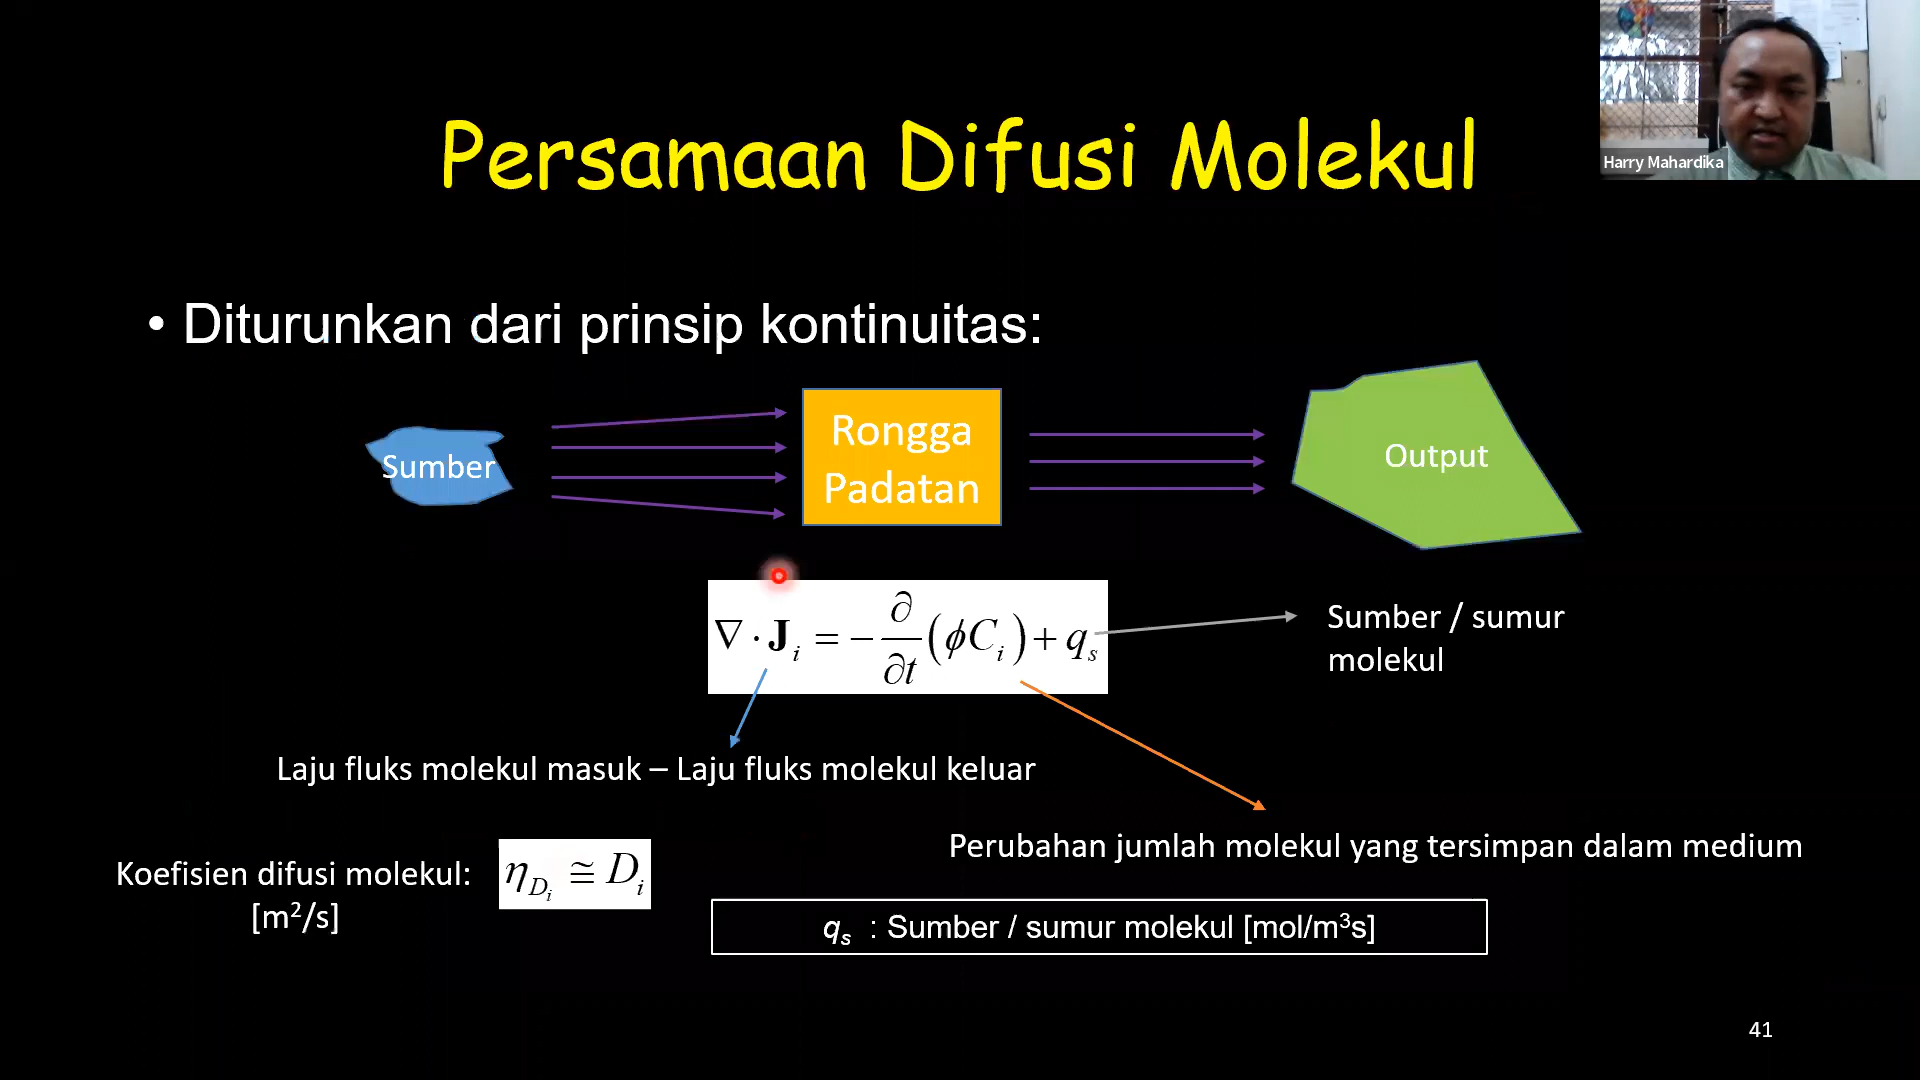 Persamaan Difusi Molekul
Harry Mahardika
• Diturunkan dari prinsip kontinuitas:
Sumber
Rongga
Padatan
Output
∇ · J_i = − ∂/∂t (ϕC_i) + q_s
Sumber / sumur
molekul
Laju fluks molekul masuk – Laju fluks molekul keluar
Perubahan jumlah molekul yang tersimpan dalam medium
Koefisien difusi molekul:
[m²/s]
η_{D_i} ≅ D_i
q_s : Sumber / sumur molekul [mol/m³s]
41